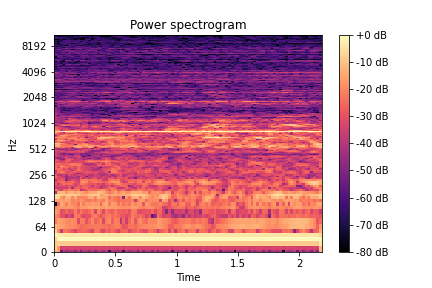 Power spectrogram
Hz
8192
4096
2048
1024
512
256
128
64
0
0
0.5
1
1.5
2
Time
+0 dB
-10 dB
-20 dB
-30 dB
-40 dB
-50 dB
-60 dB
-70 dB
-80 dB